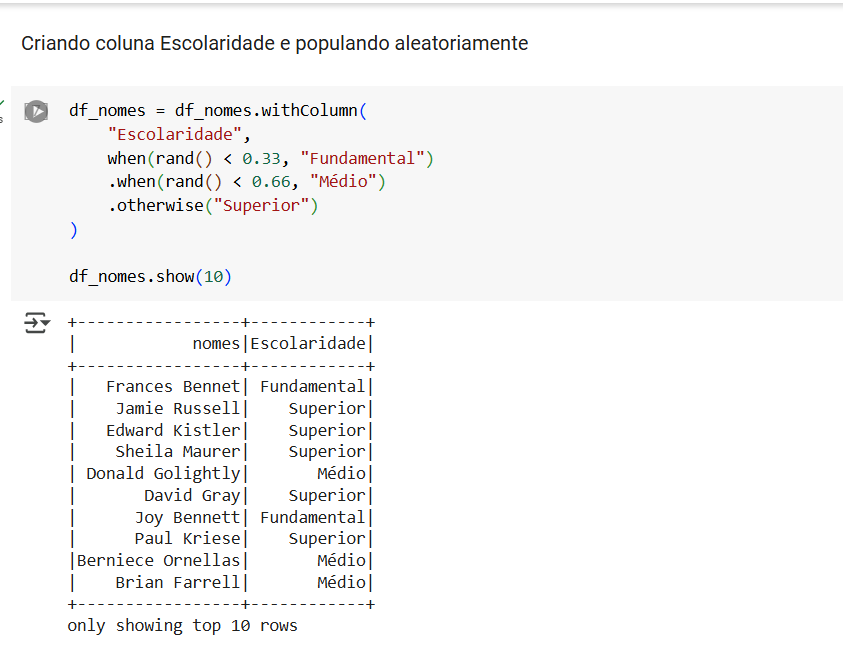 Criando coluna Escolaridade e populando aleatoriamente
s
df_nomes = df_nomes.withColumn(
    "Escolaridade",
    when(rand() < 0.33, "Fundamental")
    .when(rand() < 0.66, "Médio")
    .otherwise("Superior")
)
df_nomes.show(10)
+-----------------+------------+
|            nomes|Escolaridade|
+-----------------+------------+
|   Frances Bennet| Fundamental|
|    Jamie Russell|    Superior|
|   Edward Kistler|    Superior|
|    Sheila Maurer|    Superior|
| Donald Golightly|       Médio|
|       David Gray|    Superior|
|      Joy Bennett| Fundamental|
|      Paul Kriese|    Superior|
|Berniece Ornellas|       Médio|
|    Brian Farrell|       Médio|
+-----------------+------------+
only showing top 10 rows